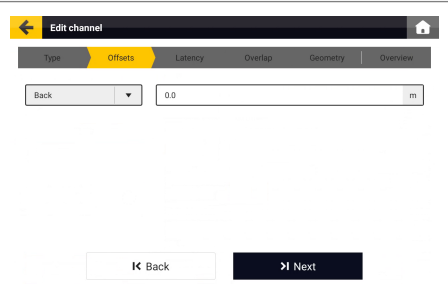 Edit channel
Type Offsets Latency Overlap Geometry Overview
Back 0.0 m
Back Next